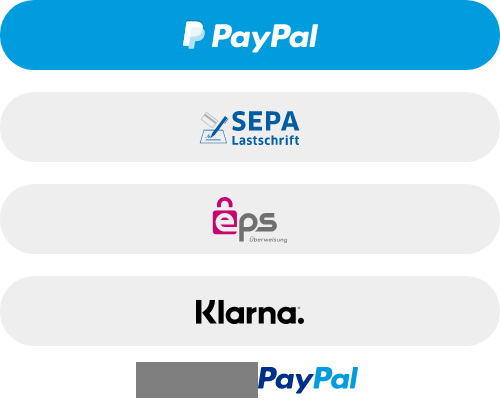 PayPal
SEPA
Lastschrift
eps
Überweisung
Klarna.
PayPal